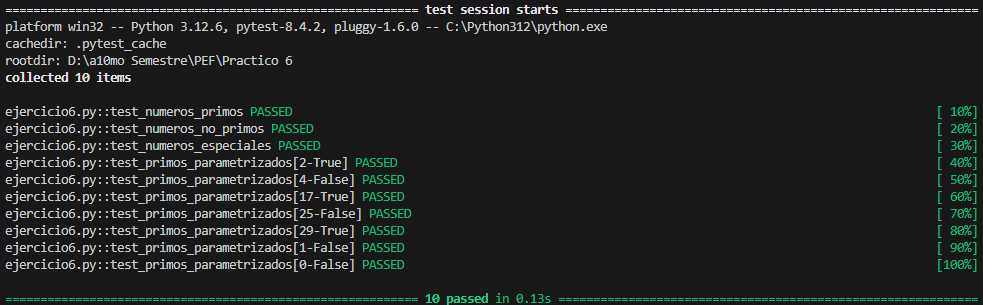 ============================================================ test session starts ============================================================
platform win32 -- Python 3.12.6, pytest-8.4.2, pluggy-1.6.0 -- C:\Python312\python.exe
cachedir: .pytest_cache
rootdir: D:\a10mo Semestre\PEF\Practico 6
collected 10 items
ejercicio6.py::test_numeros_primos PASSED [ 10%]
ejercicio6.py::test_numeros_no_primos PASSED [ 20%]
ejercicio6.py::test_numeros_especiales PASSED [ 30%]
ejercicio6.py::test_primos_parametrizados[2-True] PASSED [ 40%]
ejercicio6.py::test_primos_parametrizados[4-False] PASSED [ 50%]
ejercicio6.py::test_primos_parametrizados[17-True] PASSED [ 60%]
ejercicio6.py::test_primos_parametrizados[25-False] PASSED [ 70%]
ejercicio6.py::test_primos_parametrizados[29-True] PASSED [ 80%]
ejercicio6.py::test_primos_parametrizados[1-False] PASSED [ 90%]
ejercicio6.py::test_primos_parametrizados[0-False] PASSED [100%]
============================================================ 10 passed in 0.13s ============================================================